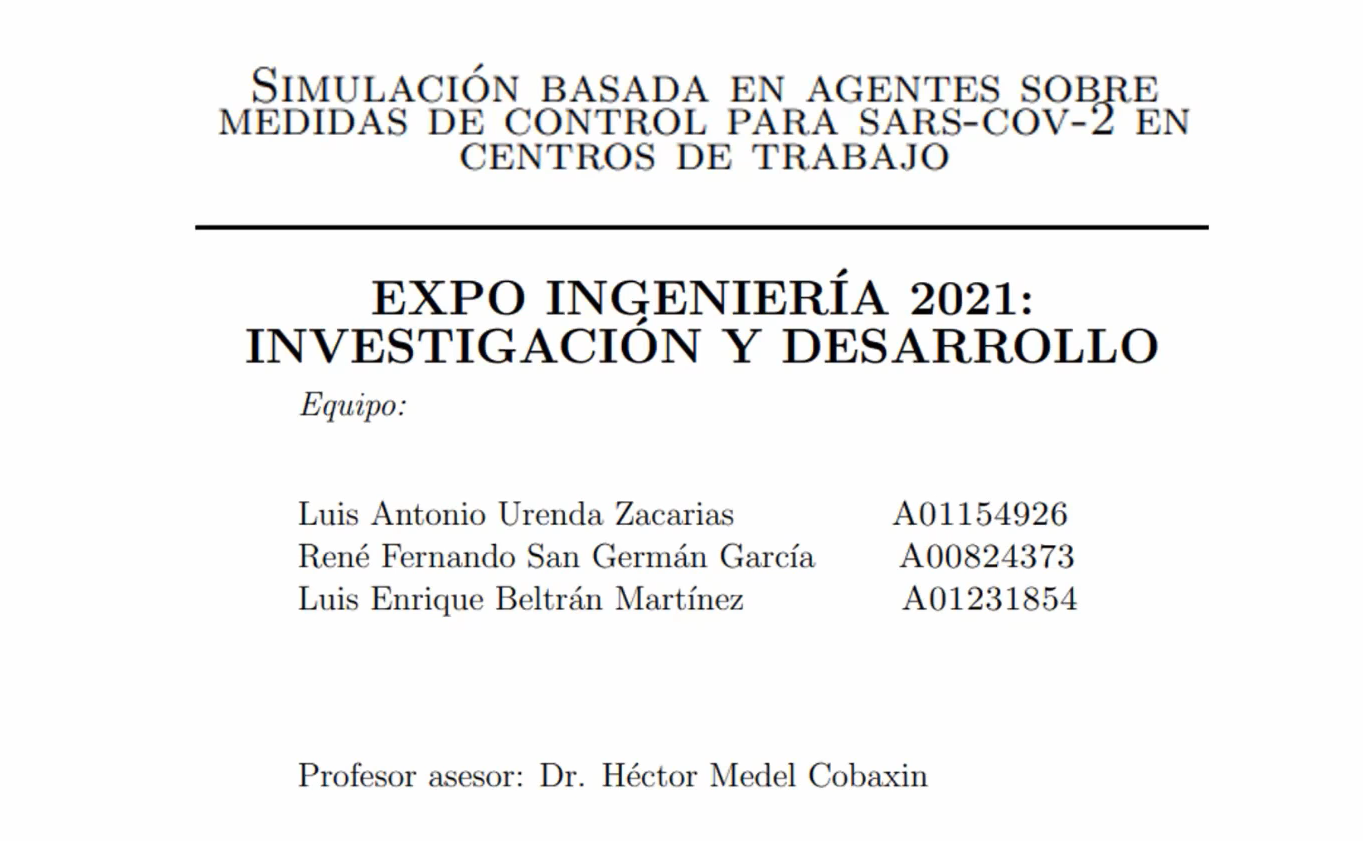 Simulación basada en agentes sobre
medidas de control para sars-cov-2 en
centros de trabajo
EXPO INGENIERÍA 2021:
INVESTIGACIÓN Y DESARROLLO
Equipo:
Luis Antonio Urenda Zacarias A01154926
René Fernando San Germán García A00824373
Luis Enrique Beltrán Martínez A01231854
Profesor asesor: Dr. Héctor Medel Cobaxin